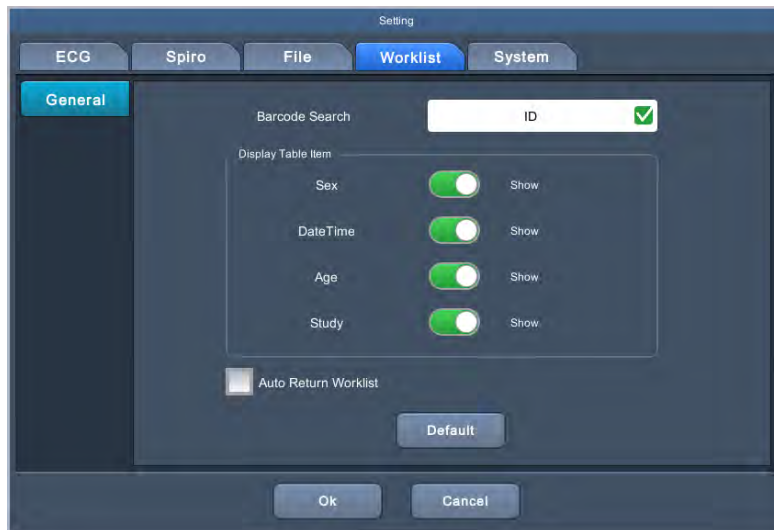 Setting
ECG Spiro File Worklist System
General
Barcode Search ID
Display Table Item
Sex Show
DateTime Show
Age Show
Study Show
Auto Return Worklist
Default
Ok Cancel